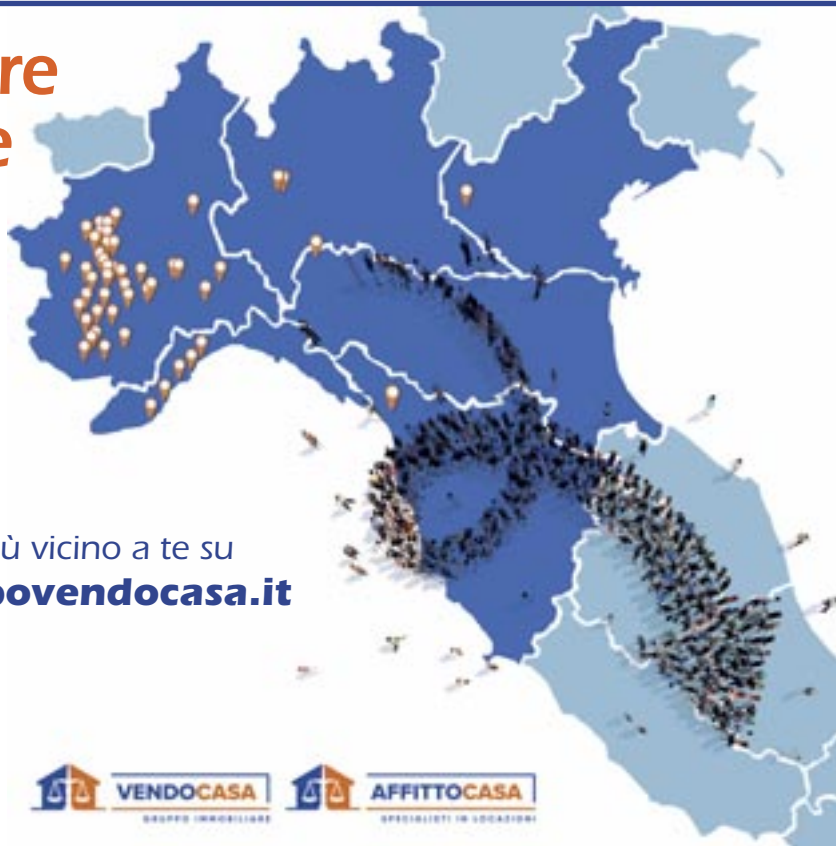 re
e
ù vicino a te su
povendocasa.it
VENDOCASA
GRUPPO IMMOBILIARE
AFFITTOCASA
SPECIALISTI IN LOCAZIONI